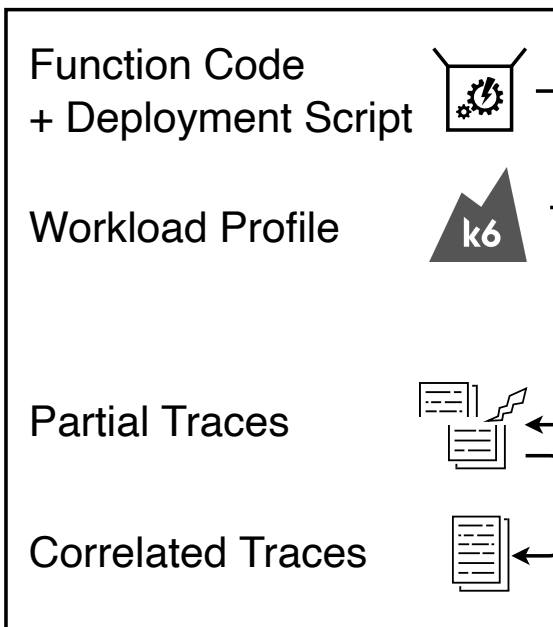 Function Code
+ Deployment Script
Workload Profile
k6
Partial Traces
Correlated Traces